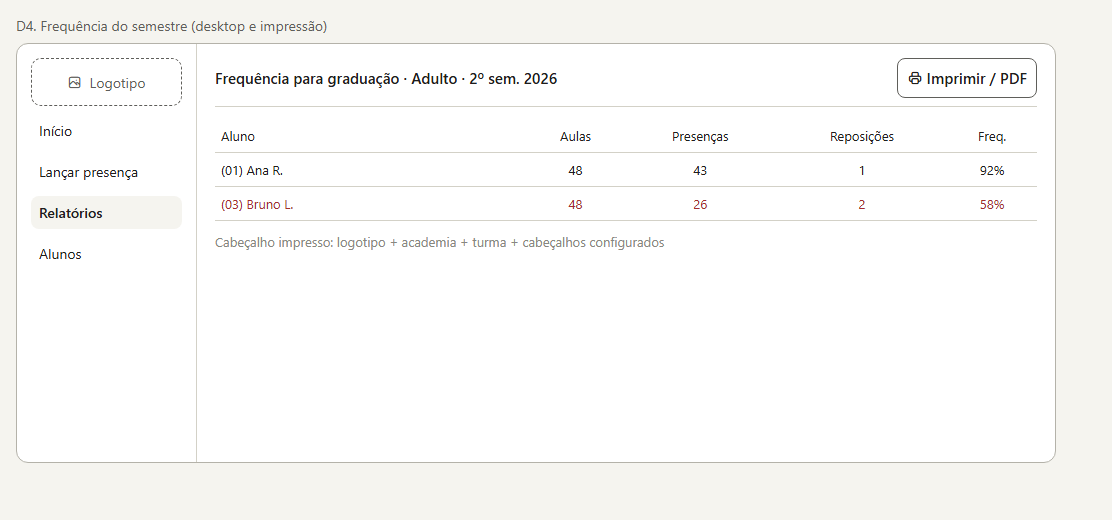 D4. Frequência do semestre (desktop e impressão)
Logotipo
Início
Lançar presença
Relatórios
Alunos
Frequência para graduação · Adulto · 2º sem. 2026
Imprimir / PDF
Aluno Aulas Presenças Reposições Freq.
(01) Ana R. 48 43 1 92%
(03) Bruno L. 48 26 2 58%
Cabeçalho impresso: logotipo + academia + turma + cabeçalhos configurados